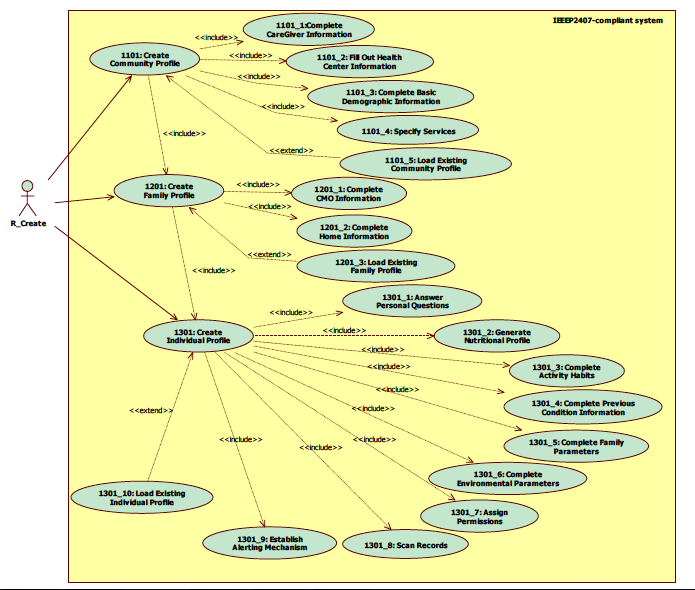 IEEEP2407-compliant system
1101_1:Complete
CareGiver Information
<<include>>
1101: Create
Community Profile
<<include>>
1101_2: Fill Out Health
Center Information
<<include>>
1101_3: Complete Basic
Demographic Information
<<include>>
1101_4: Specify Services
<<include>>
<<extend>>
1101_5: Load Existing
Community Profile
R_Create
1201: Create
Family Profile
<<include>>
1201_1: Complete
CMO Information
<<include>>
1201_2: Complete
Home Information
<<extend>>
1201_3: Load Existing
Family Profile
<<include>>
1301_1: Answer
Personal Questions
<<include>>
1301: Create
Individual Profile
<<include>>
1301_2: Generate
Nutritional Profile
<<include>>
1301_3: Complete
Activity Habits
<<include>>
1301_4: Complete Previous
Condition Information
<<include>>
1301_5: Complete Family
Parameters
<<include>>
1301_6: Complete
Environmental Parameters
<<include>>
1301_7: Assign
Permissions
<<include>>
1301_8: Scan Records
<<include>>
1301_9: Establish
Alerting Mechanism
<<extend>>
1301_10: Load Existing
Individual Profile